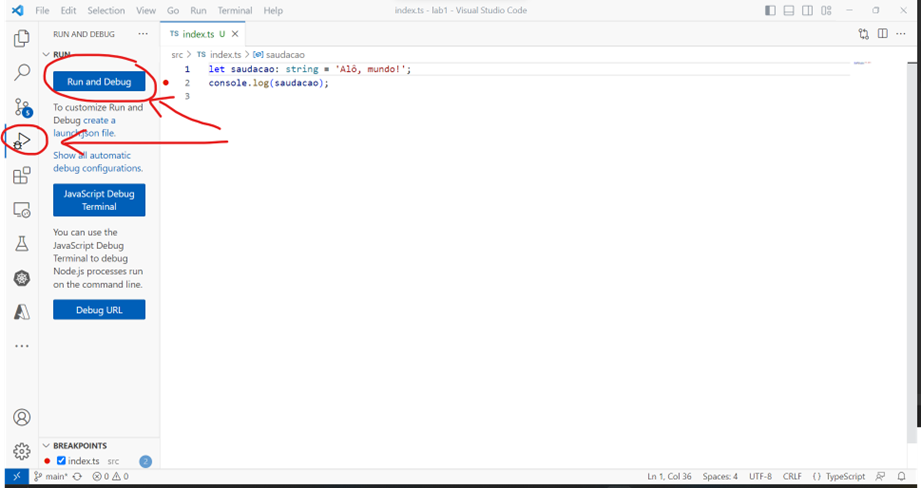 File Edit Selection View Go Run Terminal Help
index.ts - lab1 - Visual Studio Code
RUN AND DEBUG ...
RUN
Run and Debug
To customize Run and
Debug create a
launch.json file.
Show all automatic
debug configurations.
JavaScript Debug
Terminal
You can use the
JavaScript Debug
Terminal to debug
Node.js processes run
on the command line.
Debug URL
BREAKPOINTS
index.ts src 2
5
TS index.ts U
src > TS index.ts > saudacao
1 let saudacao: string = 'Alô, mundo!';
2 console.log(saudacao);
3
main* 0 0
Ln 1, Col 36 Spaces: 4 UTF-8 CRLF {} TypeScript